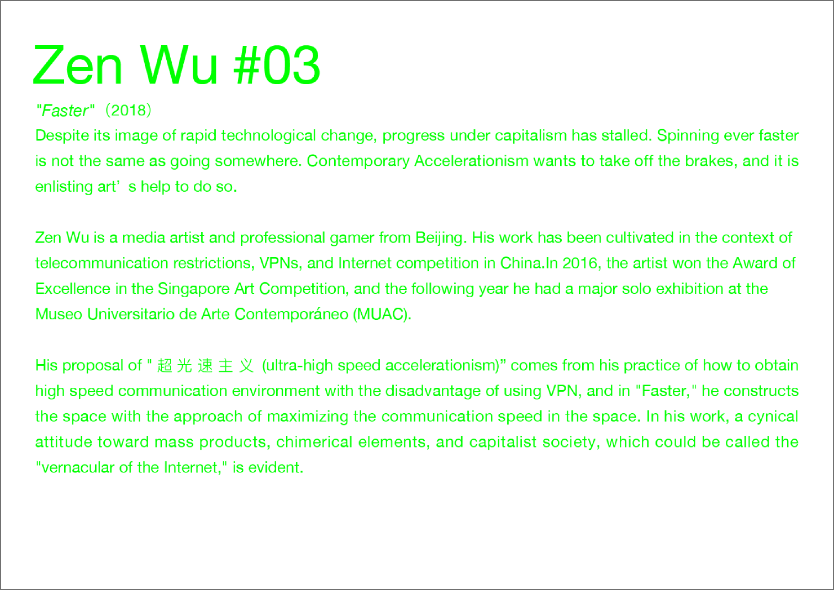 Zen Wu #03
"Faster"（2018）
Despite its image of rapid technological change, progress under capitalism has stalled. Spinning ever faster
is not the same as going somewhere. Contemporary Accelerationism wants to take off the brakes, and it is
enlisting art’ s help to do so.
Zen Wu is a media artist and professional gamer from Beijing. His work has been cultivated in the context of
telecommunication restrictions, VPNs, and Internet competition in China.In 2016, the artist won the Award of
Excellence in the Singapore Art Competition, and the following year he had a major solo exhibition at the
Museo Universitario de Arte Contemporáneo (MUAC).
His proposal of " 超 光 速 主 义 (ultra-high speed accelerationism)" comes from his practice of how to obtain
high speed communication environment with the disadvantage of using VPN, and in "Faster," he constructs
the space with the approach of maximizing the communication speed in the space. In his work, a cynical
attitude toward mass products, chimerical elements, and capitalist society, which could be called the
"vernacular of the Internet," is evident.